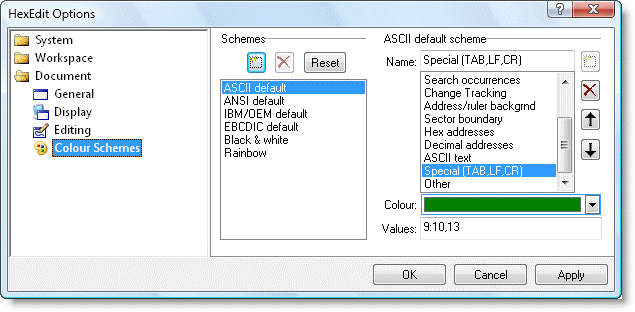 HexEdit Options
System
Workspace
Document
General
Display
Editing
Colour Schemes
Schemes
Reset
ASCII default
ANSI default
IBM/OEM default
EBCDIC default
Black & white
Rainbow
ASCII default scheme
Name: Special (TAB,LF,CR)
Search occurrences
Change Tracking
Address/ruler backgrnd
Sector boundary
Hex addresses
Decimal addresses
ASCII text
Special (TAB,LF,CR)
Other
Colour:
Values: 9:10,13
OK Cancel Apply